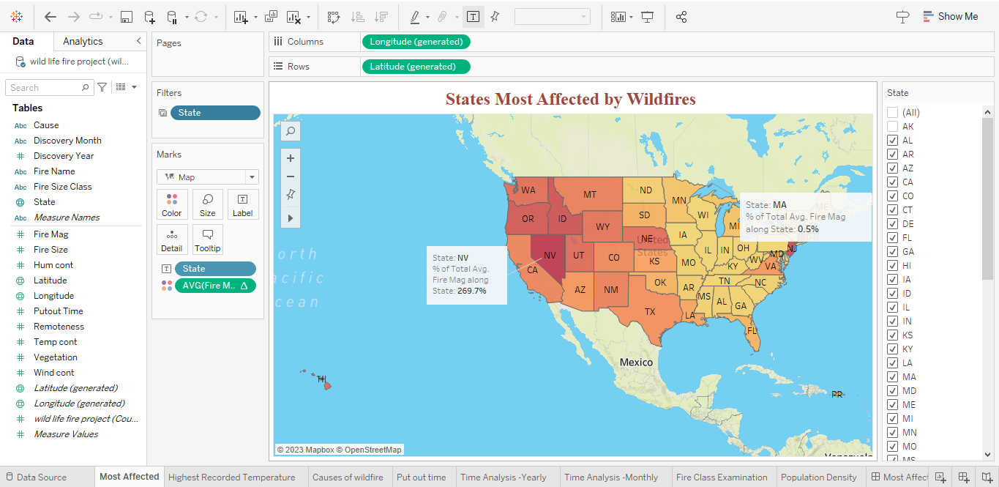 Show Me
Data
Analytics
Pages
Columns
Longitude (generated)
wild life fire project (wil...
Rows
Latitude (generated)
Search
Filters
State
States Most Affected by Wildfires
State
Tables
(All)
Abc Cause
AK
Abc Discovery Month
AL
Discovery Year
AR
Abc Fire Name
AZ
Abc Fire Size Class
CA
State
CO
Abc Measure Names
CT
Fire Mag
DE
Fire Size
FL
Hum cont
GA
Latitude
HI
Longitude
IA
Putout Time
ID
Remoteness
IL
Temp cont
IN
Vegetation
KS
Wind cont
KY
Latitude (generated)
LA
Longitude (generated)
MA
wild life fire project (Cou...
MD
Measure Values
ME
MI
MN
MO
MS
Marks
Map
Color
Size
Label
Detail
Tooltip
State
AVG(Fire M..
WA
MT
ND
MN
OR
ID
WY
SD
WI
MI
ME
NE
IA
United
States
NV
UT
CO
KS
MO
IL
IN
OH
WV
MD
NJ
VA
KY
CA
AZ
NM
OK
AR
TN
NC
MS
AL
GA
TX
LA
FL
HI
PR
State: MA
% of Total Avg. Fire Mag
along State: 0.5%
State: NV
% of Total Avg.
Fire Mag along
State: 269.7%
orth
acific
cean
Mexico
Venezuela
© 2023 Mapbox © OpenStreetMap
Data Source
Most Affected
Highest Recorded Temperature
Causes of wildfire
Put out time
Time Analysis -Yearly
Time Analysis -Monthly
Fire Class Examination
Population Density
Most Affect